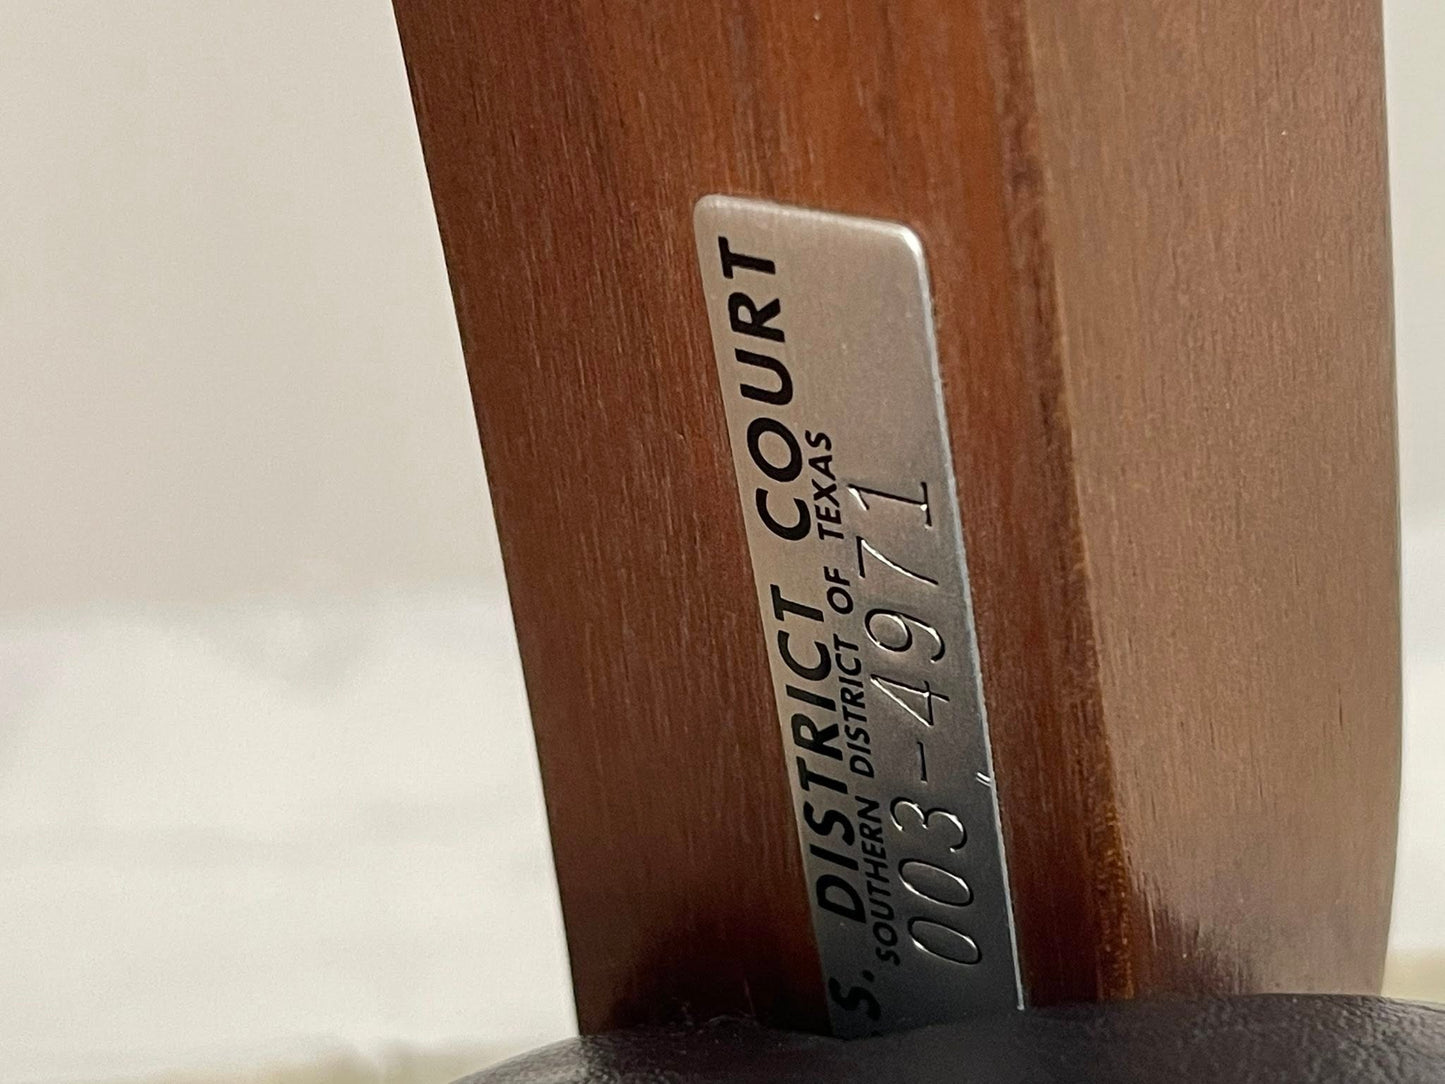 .S. DISTRICT COURT
SOUTHERN DISTRICT OF TEXAS
003-4971